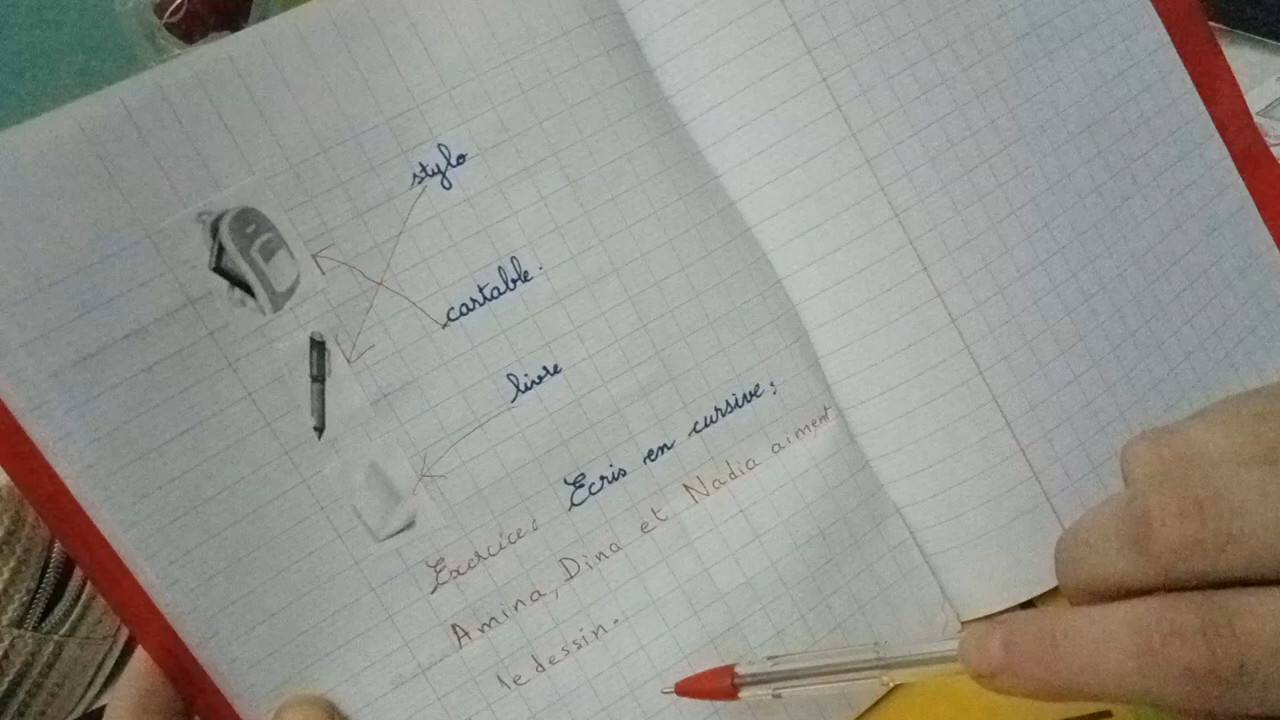 stylo
cartable.
livre
Exercice: Ecris en cursive:
Amina, Dina et Nadia aiment
le dessin.